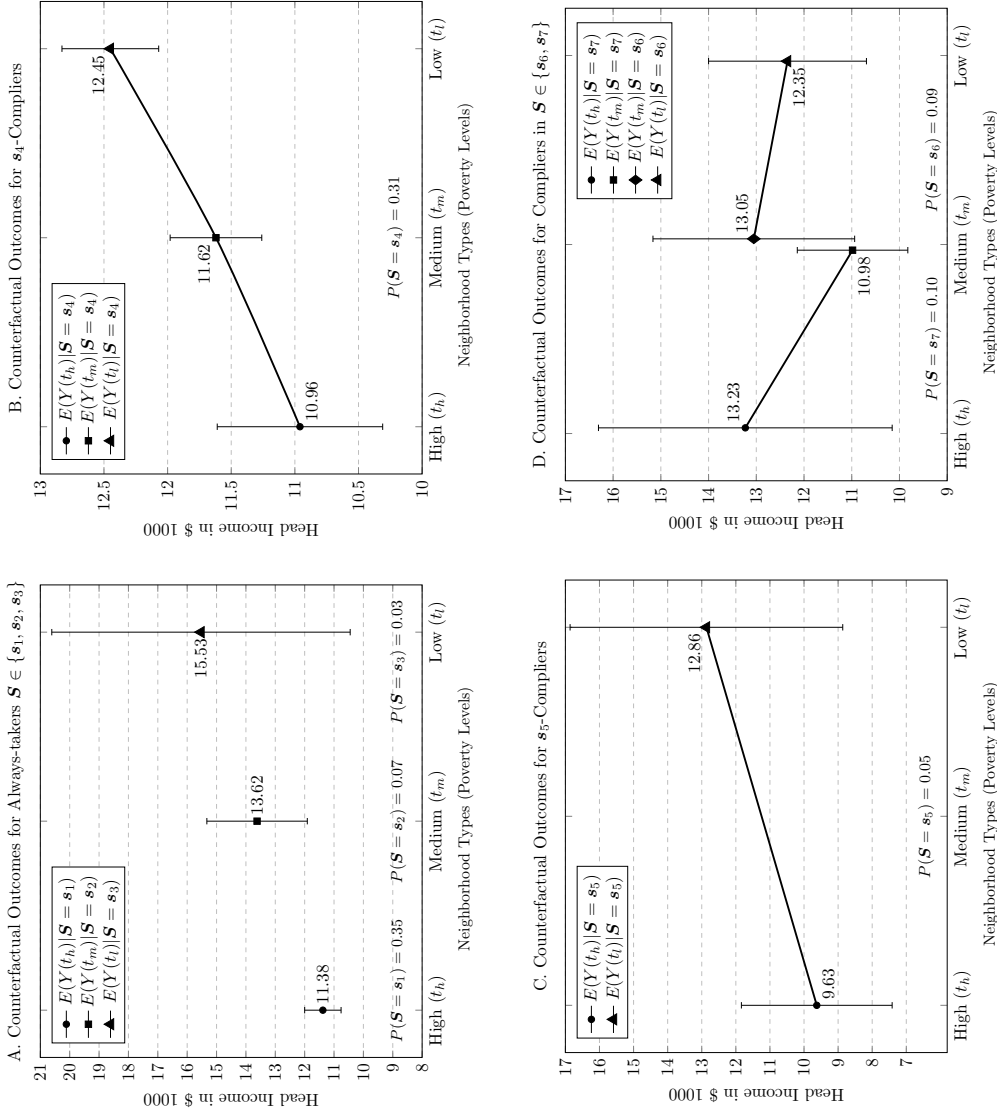 A. Counterfactual Outcomes for Always-takers S ∈ {s₁, s₂, s₃}
E(Y(tₕ)|S = s₁)
E(Y(tₘ)|S = s₂)
E(Y(tₗ)|S = s₃)
21
20
19
18
17
16
15
14
13
12
11
10
9
8
Head Income in $ 1000
11.38
13.62
15.53
P(S = s₁) = 0.35
P(S = s₂) = 0.07
P(S = s₃) = 0.03
High (tₕ)
Medium (tₘ)
Low (tₗ)
Neighborhood Types (Poverty Levels)
B. Counterfactual Outcomes for s₄-Compliers
E(Y(tₕ)|S = s₄)
E(Y(tₘ)|S = s₄)
E(Y(tₗ)|S = s₄)
13
12.5
12
11.5
11
10.5
10
Head Income in $ 1000
10.96
11.62
12.45
P(S = s₄) = 0.31
High (tₕ)
Medium (tₘ)
Low (tₗ)
Neighborhood Types (Poverty Levels)
C. Counterfactual Outcomes for s₅-Compliers
E(Y(tₕ)|S = s₅)
E(Y(tₗ)|S = s₅)
17
16
15
14
13
12
11
10
9
8
7
Head Income in $ 1000
9.63
12.86
P(S = s₅) = 0.05
High (tₕ)
Medium (tₘ)
Low (tₗ)
Neighborhood Types (Poverty Levels)
D. Counterfactual Outcomes for Compliers in S ∈ {s₆, s₇}
E(Y(tₕ)|S = s₇)
E(Y(tₘ)|S = s₇)
E(Y(tₘ)|S = s₆)
E(Y(tₗ)|S = s₆)
17
16
15
14
13
12
11
10
9
Head Income in $ 1000
13.23
10.98
13.05
12.35
P(S = s₇) = 0.10
P(S = s₆) = 0.09
High (tₕ)
Medium (tₘ)
Low (tₗ)
Neighborhood Types (Poverty Levels)